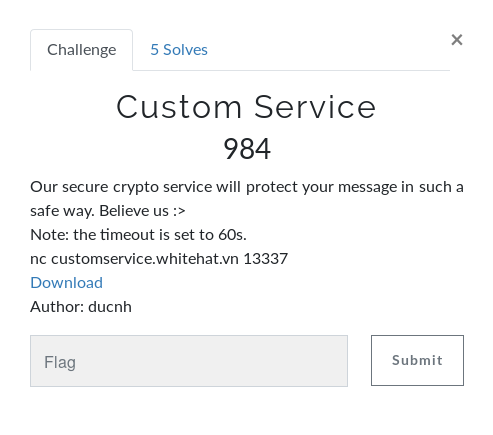 ×
Challenge
5 Solves
Custom Service
984
Our secure crypto service will protect your message in such a
safe way. Believe us :>
Note: the timeout is set to 60s.
nc customservice.whitehat.vn 13337
Download
Author: ducnh
Flag
Submit